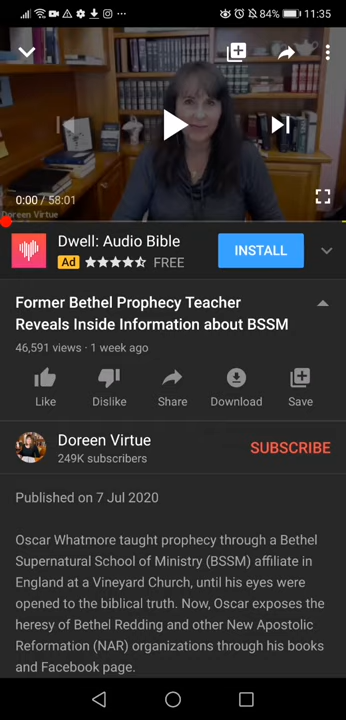 84% 11:35
0:00 / 58:01
Doreen Virtue
Dwell: Audio Bible
Ad FREE
INSTALL
Former Bethel Prophecy Teacher
Reveals Inside Information about BSSM
46,591 views · 1 week ago
Like Dislike Share Download Save
Doreen Virtue
249K subscribers
SUBSCRIBE
Published on 7 Jul 2020
Oscar Whatmore taught prophecy through a Bethel
Supernatural School of Ministry (BSSM) affiliate in
England at a Vineyard Church, until his eyes were
opened to the biblical truth. Now, Oscar exposes the
heresy of Bethel Redding and other New Apostolic
Reformation (NAR) organizations through his books
and Facebook page.